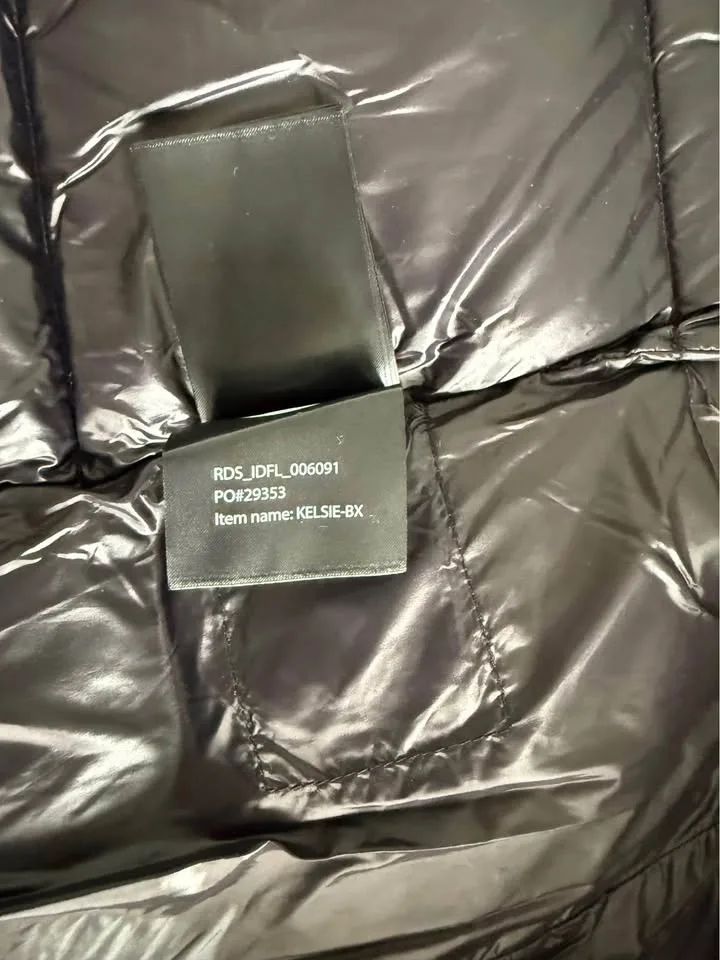 RDS_IDFL_006091
PO#29353
Item name: KELSIE-BX